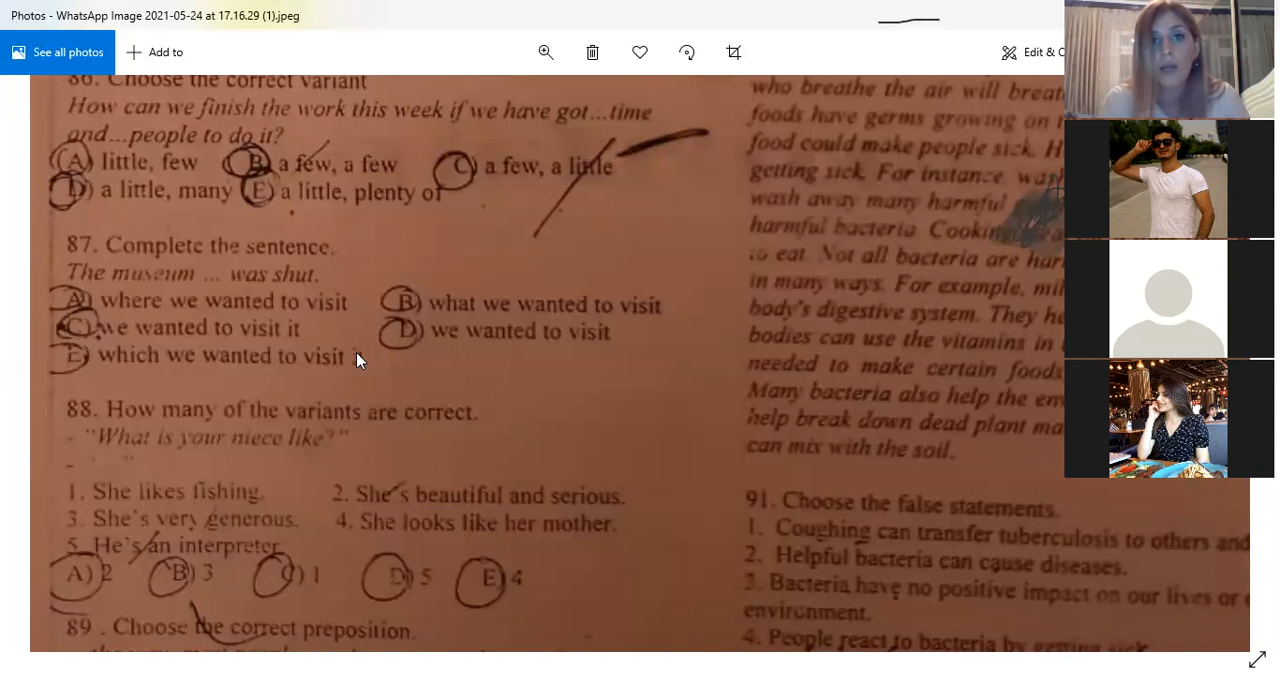 Photos - WhatsApp Image 2021-05-24 at 17.16.29 (1).jpeg
See all photos
Add to
Edit & C
86. Choose the correct variant
How can we finish the work this week if we have got...time
and...people to do it?
A) little, few B) a few, a few C) a few, a little
D) a little, many E) a little, plenty of
87. Complete the sentence.
The museum ... was shut.
A) where we wanted to visit B) what we wanted to visit
C) we wanted to visit it D) we wanted to visit
E) which we wanted to visit
88. How many of the variants are correct.
- "What is your niece like?"
- "
1. She likes fishing. 2. She's beautiful and serious.
3. She's very generous. 4. She looks like her mother.
5. He's an interpreter
A) 2 B) 3 C) 1 D) 5 E) 4
89 . Choose the correct preposition.
who breathe the air will breat
foods have germs growing on
food could make people sick. H
getting sick. For instance was
wash away many harmful
harmful bacteria. Cooking
to eat. Not all bacteria are har
in many ways. For example, mil
body's digestive system. They he
bodies can use the vitamins in
needed to make certain foods
Many bacteria also help the en
help break down dead plant ma
can mix with the soil.
91. Choose the false statements.
1. Coughing can transfer tuberculosis to others and
2. Helpful bacteria can cause diseases.
3. Bacteria have no positive impact on our lives or
environment.
4. People react to bacteria by getting sick